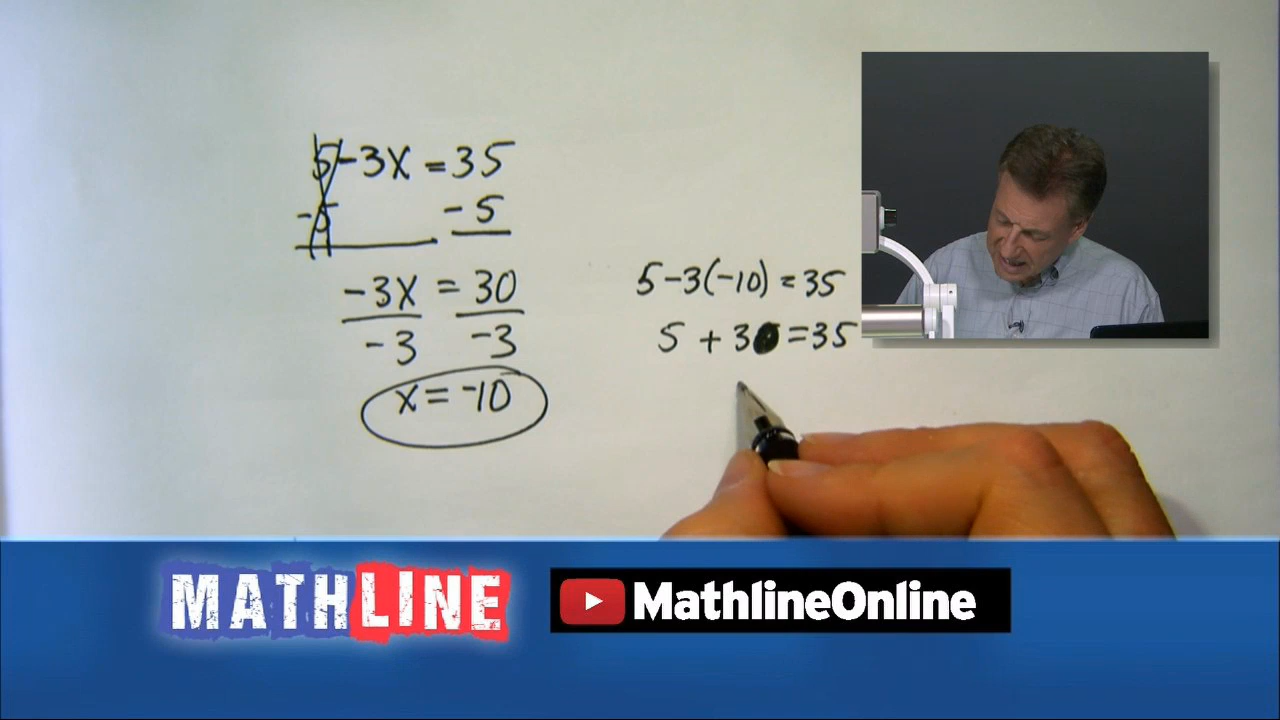 5-3X=35
-5 -5
-3X = 30
-3 -3
x = -10
5-3(-10)=35
5 +30 =35
MATHLINE
MathlineOnline